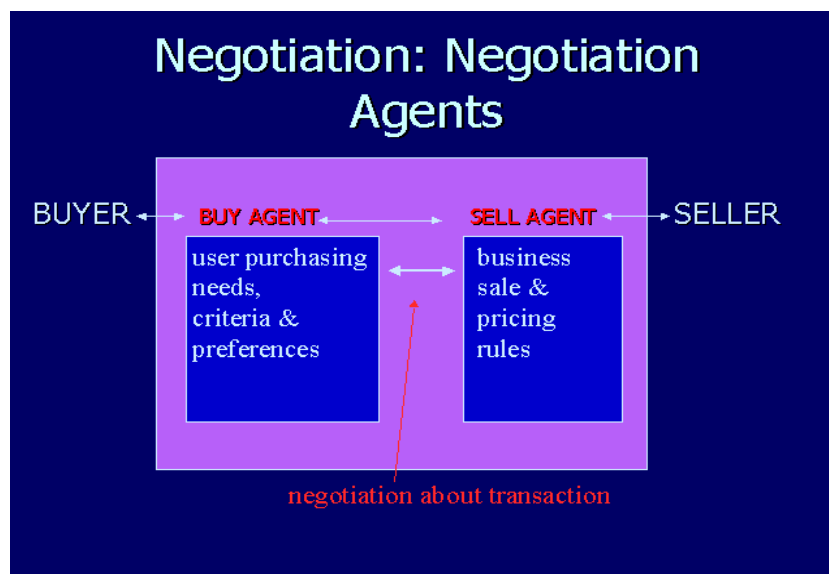 Negotiation: Negotiation
Agents
BUYER
BUY AGENT
SELL AGENT
SELLER
user purchasing
needs,
criteria &
preferences
business
sale &
pricing
rules
negotiation about transaction